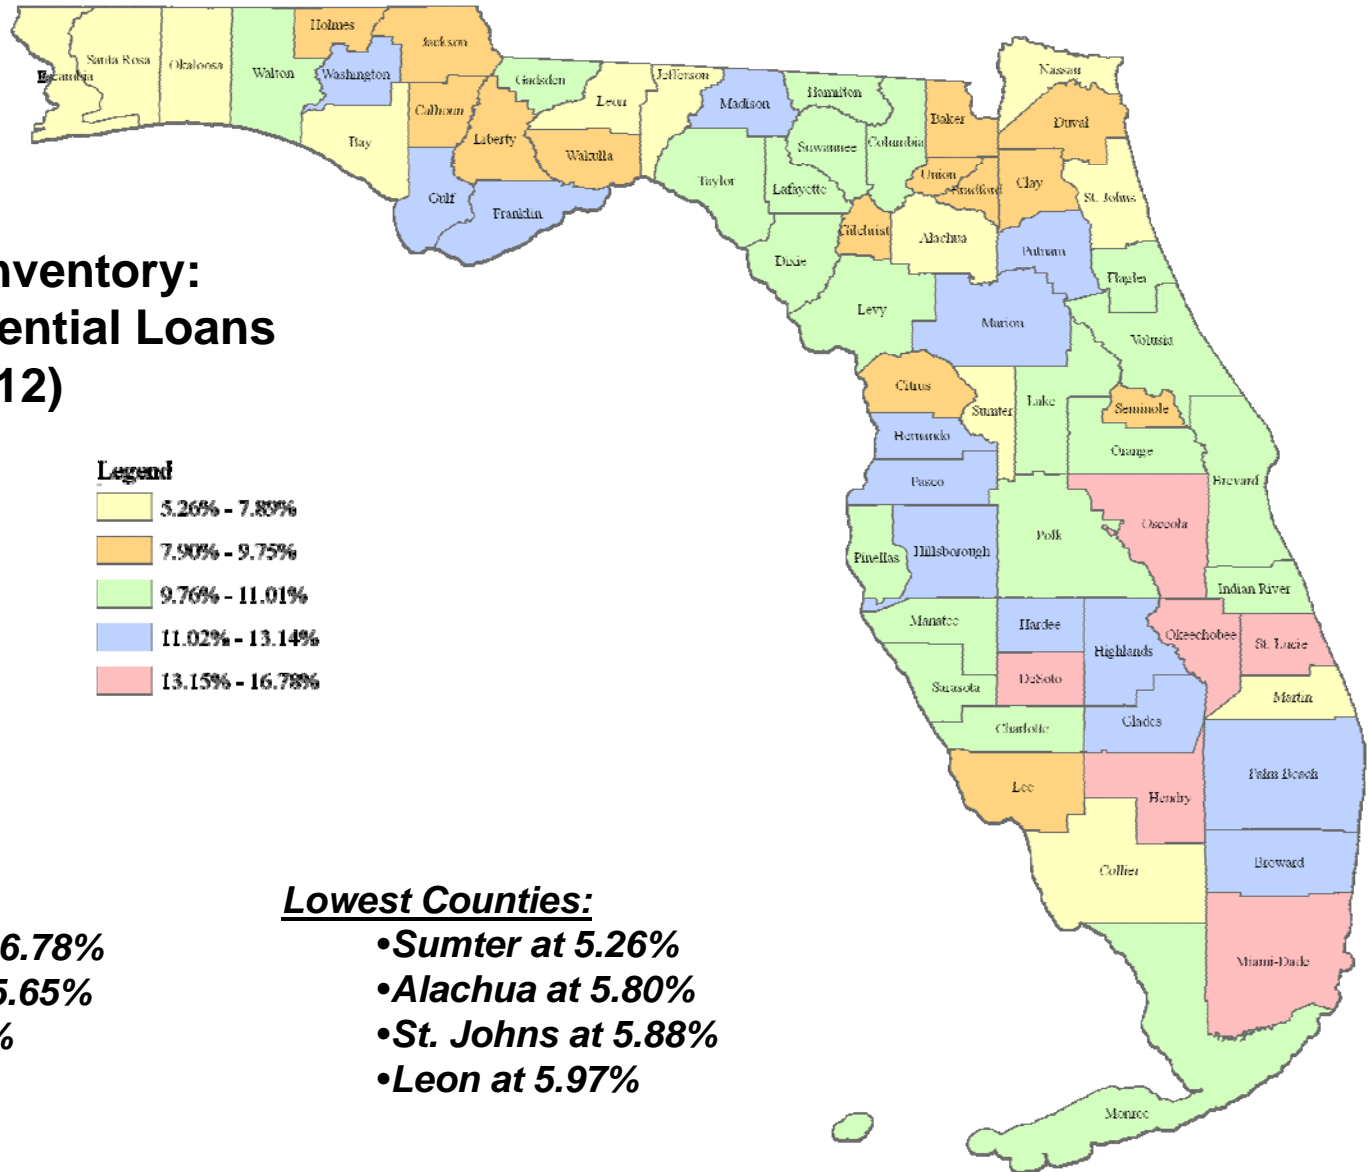 Holmes
Jackson
Santa Rosa
Okaloosa
Walton
Washington
Escambia
Gadsden
Jefferson
Nassau
Leon
Madison
Hamilton
Calhoun
Liberty
Baker
Duval
Bay
Wakulla
Suwannee
Columbia
Taylor
Lafayette
Union
Bradford
Clay
St. Johns
Gulf
Franklin
Gilchrist
Alachua
Putnam
Dixie
Flagler
Levy
Marion
Volusia
nventory:
ential Loans
12)
Citrus
Sumter
Lake
Seminole
Hernando
Orange
Pasco
Brevard
Legend
5.26% - 7.89%
7.90% - 9.75%
9.76% - 11.01%
11.02% - 13.14%
13.15% - 16.78%
Osceola
Polk
Pinellas
Hillsborough
Indian River
Manatee
Hardee
Okeechobee
St. Lucie
Highlands
Sarasota
DeSoto
Martin
Charlotte
Glades
Palm Beach
Lee
Hendry
Collier
Broward
Miami-Dade
Monroe
6.78%
5.65%
%
Lowest Counties:
•Sumter at 5.26%
•Alachua at 5.80%
•St. Johns at 5.88%
•Leon at 5.97%